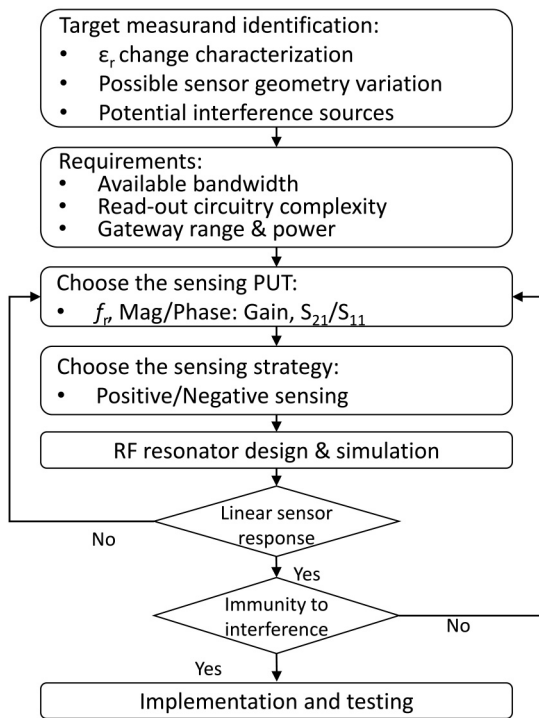 Target measurand identification:
• εr change characterization
• Possible sensor geometry variation
• Potential interference sources
Requirements:
• Available bandwidth
• Read-out circuitry complexity
• Gateway range & power
Choose the sensing PUT:
• fr, Mag/Phase: Gain, S21/S11
Choose the sensing strategy:
• Positive/Negative sensing
RF resonator design & simulation
Linear sensor
response
No
Yes
Immunity to
interference
No
Yes
Implementation and testing